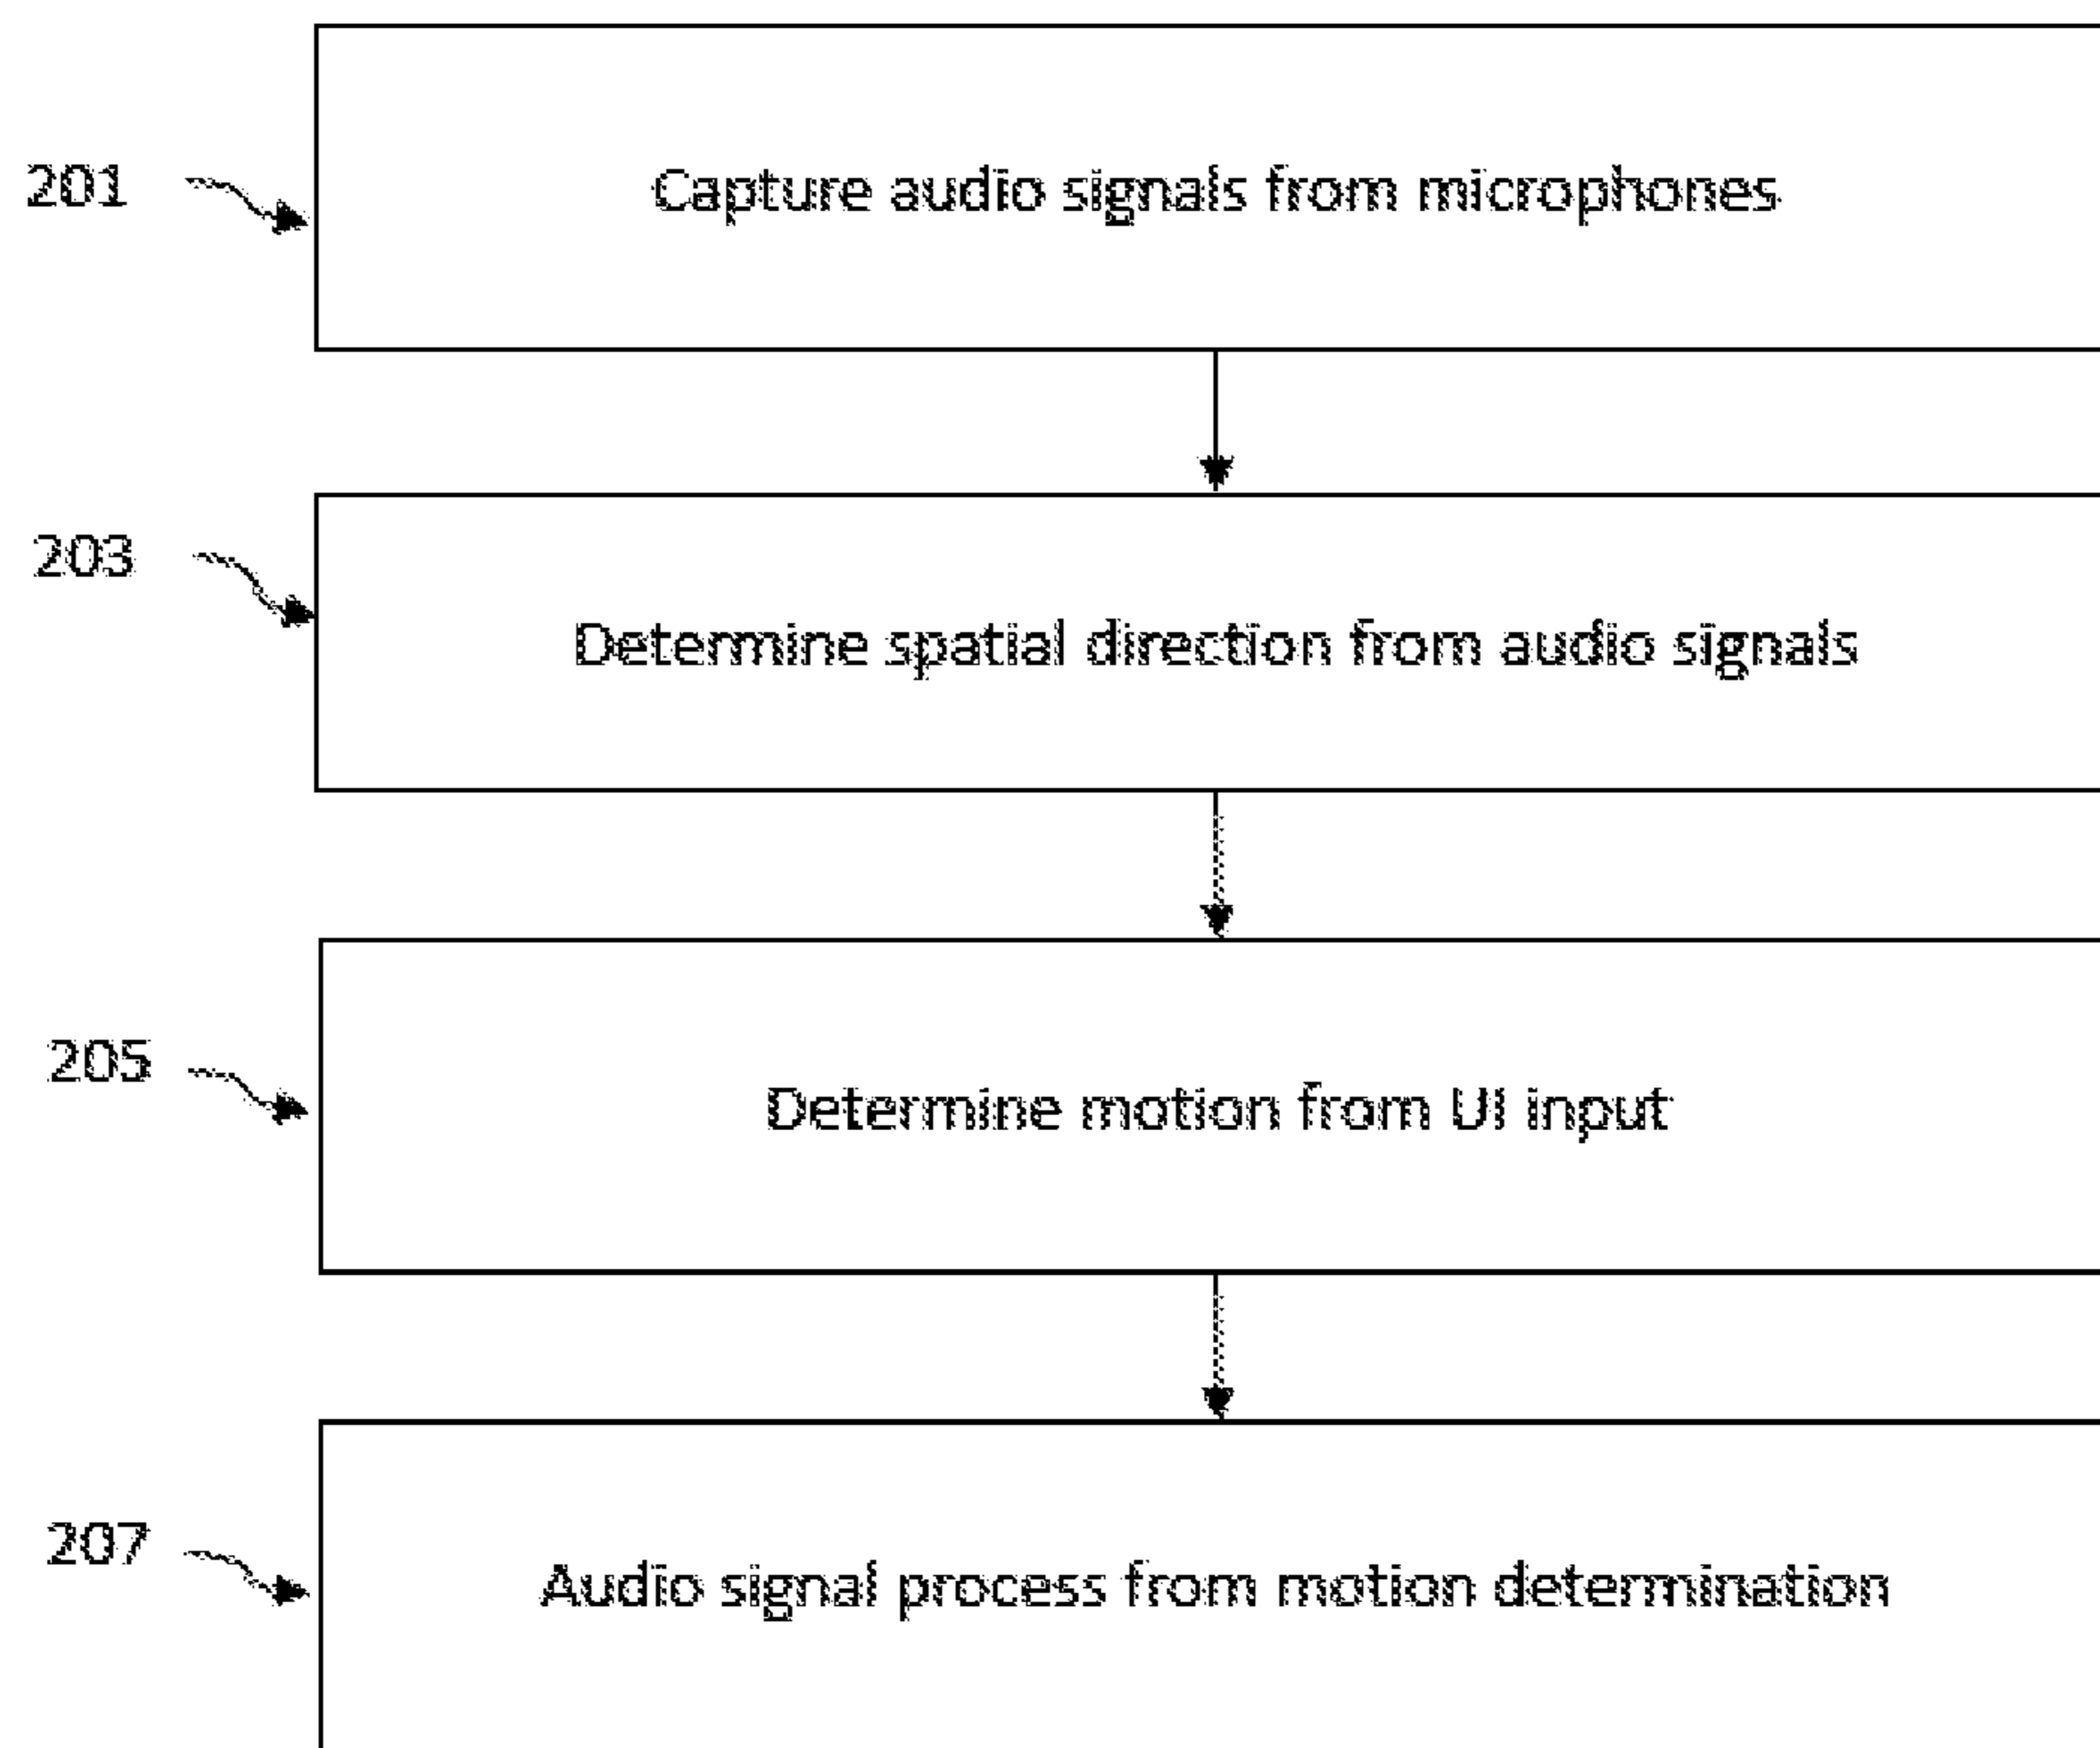 201
Capture audio signals from microphones
203
Determine spatial direction from audio signals
205
Determine motion from UI input
207
Audio signal process from motion determination